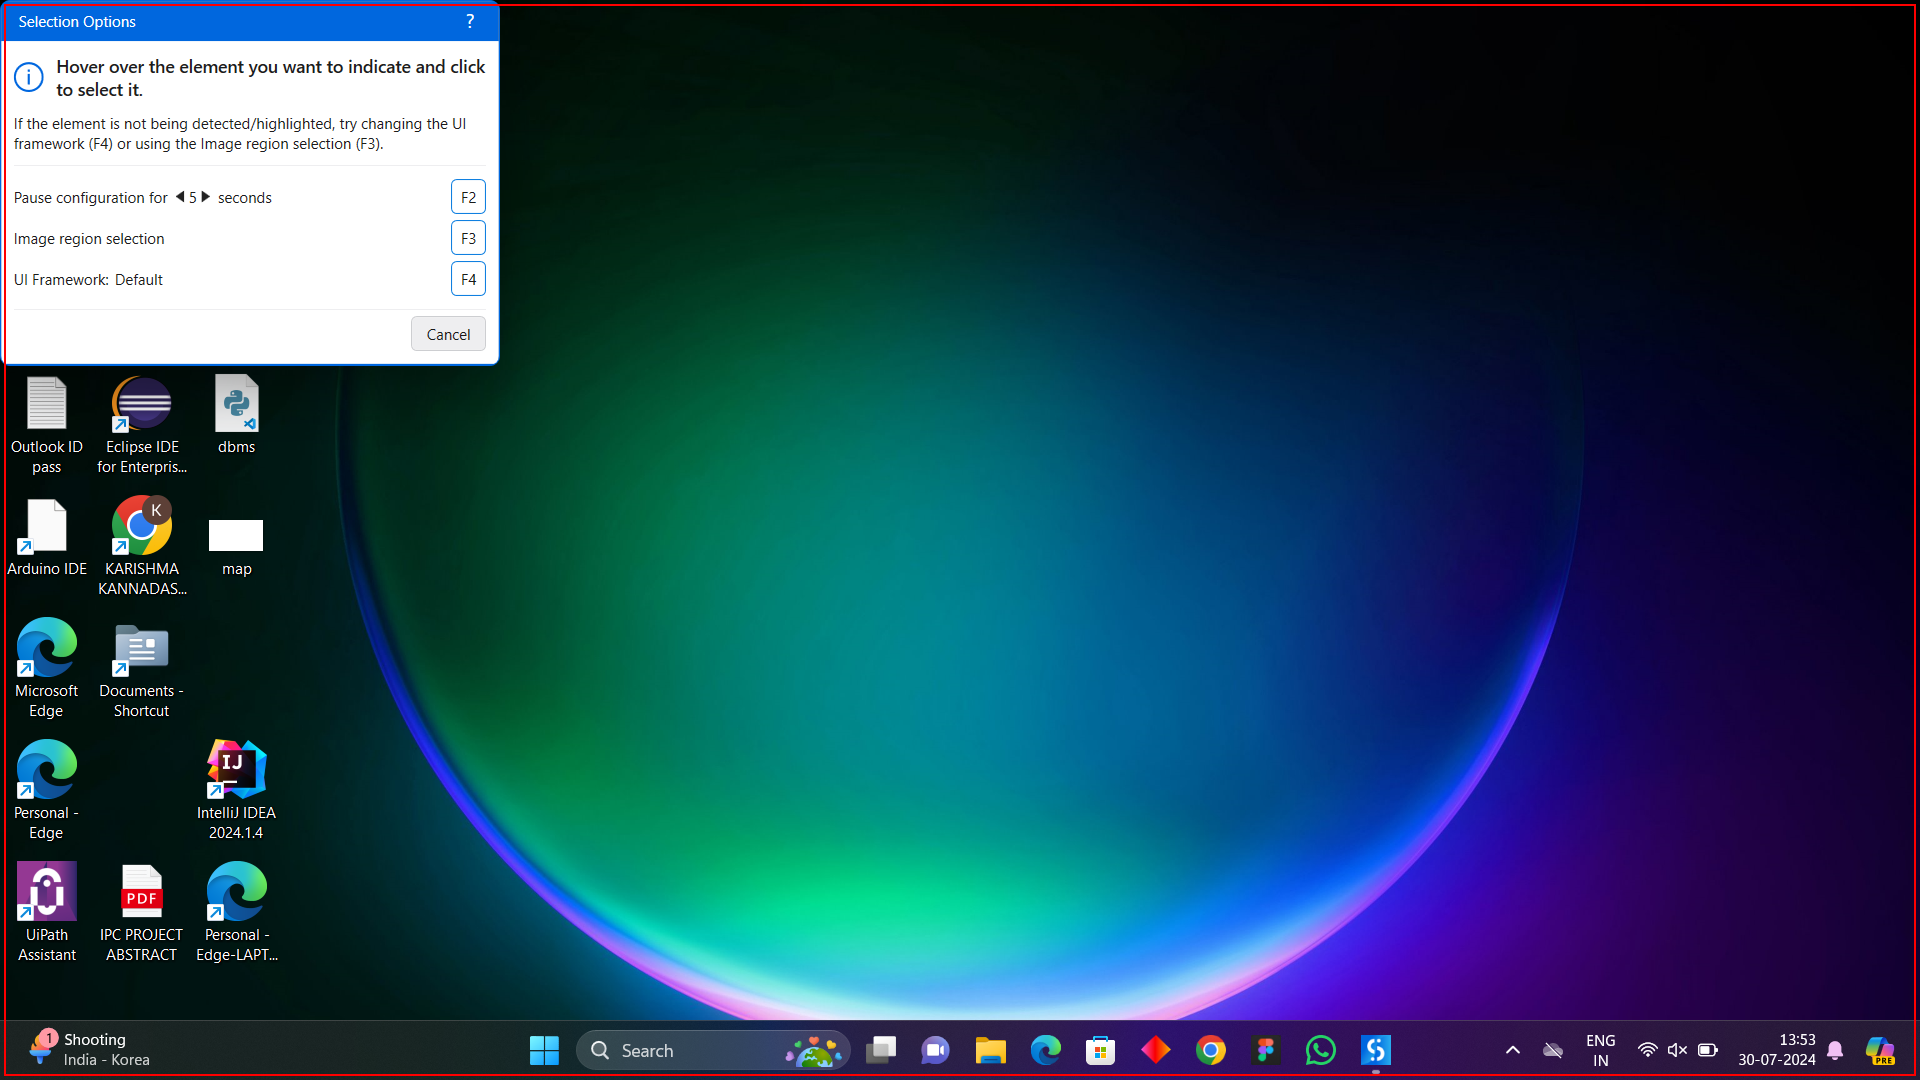 Selection Options
?
Hover over the element you want to indicate and click
to select it.
If the element is not being detected/highlighted, try changing the UI
framework (F4) or using the Image region selection (F3).
Pause configuration for 5 seconds
F2
Image region selection
F3
UI Framework: Default
F4
Cancel
Outlook ID
pass
Eclipse IDE
for Enterpris...
dbms
Arduino IDE
K
KARISHMA
KANNADAS...
map
Microsoft
Edge
Documents -
Shortcut
Personal -
Edge
IJ
IntelliJ IDEA
2024.1.4
UiPath
Assistant
PDF
IPC PROJECT
ABSTRACT
Personal -
Edge-LAPT...
1
Shooting
India - Korea
Search
ENG
IN
13:53
30-07-2024
PRE